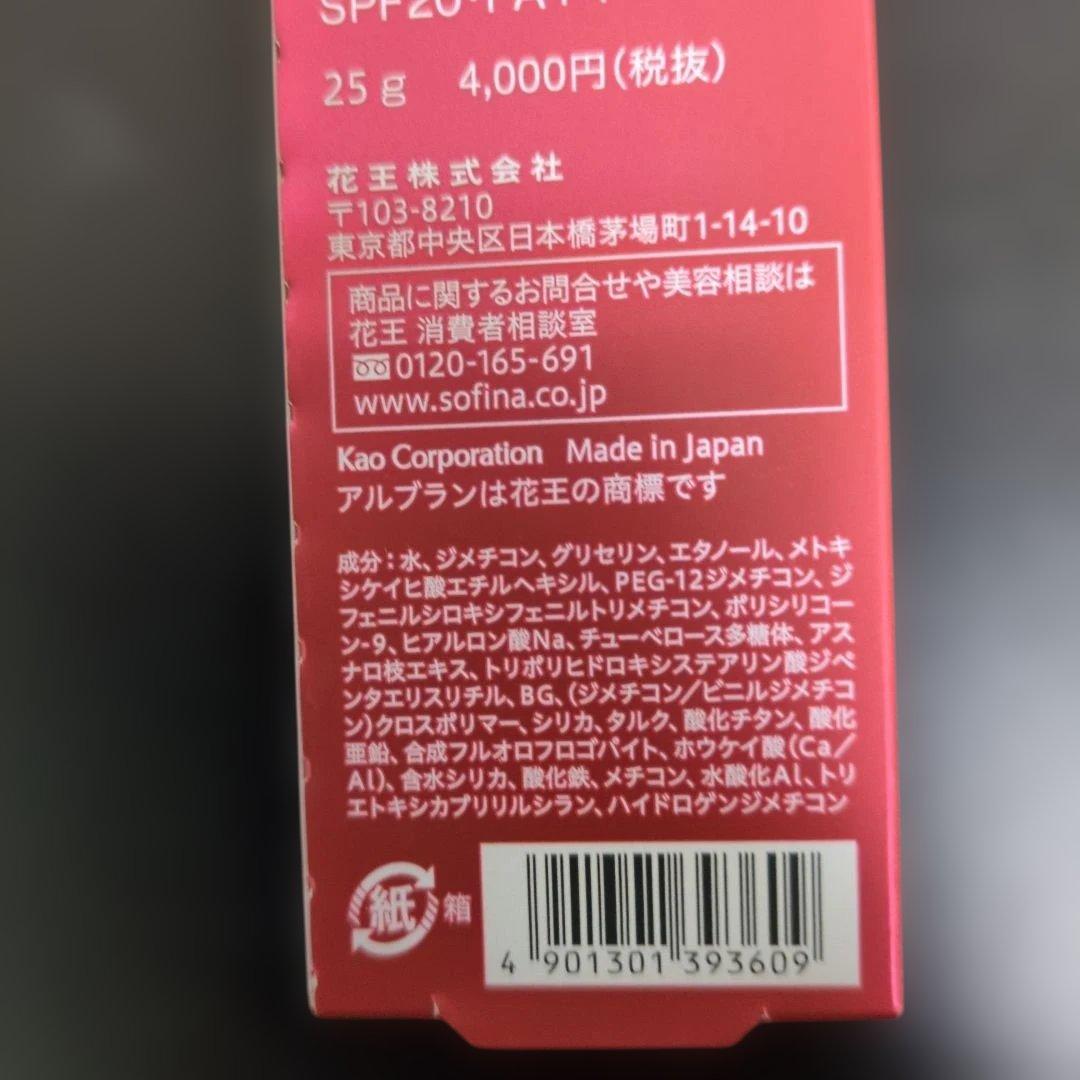 SPF20・PA++
25g 4,000円(税抜)
花王株式会社
〒103-8210
東京都中央区日本橋茅場町1-14-10
商品に関するお問合せや美容相談は
花王 消費者相談室
0120-165-691
www.sofina.co.jp
Kao Corporation Made in Japan
アルブランは花王の商標です
成分:水、ジメチコン、グリセリン、エタノール、メトキ
シケイヒ酸エチルヘキシル、PEG-12ジメチコン、ジ
フェニルシロキシフェニルトリメチコン、ポリシリコー
ン-9、ヒアルロン酸Na、チューベロース多糖体、アス
ナロ枝エキス、トリポリヒドロキシステアリン酸ジペ
ンタエリスリチル、BG、(ジメチコン/ビニルジメチコ
ン)クロスポリマー、シリカ、タルク、酸化チタン、酸化
亜鉛、合成フルオロフロゴパイト、ホウケイ酸(Ca/
Al)、含水シリカ、酸化鉄、メチコン、水酸化Al、トリ
エトキシカプリリルシラン、ハイドロゲンジメチコン
紙 箱
4 901301 393609